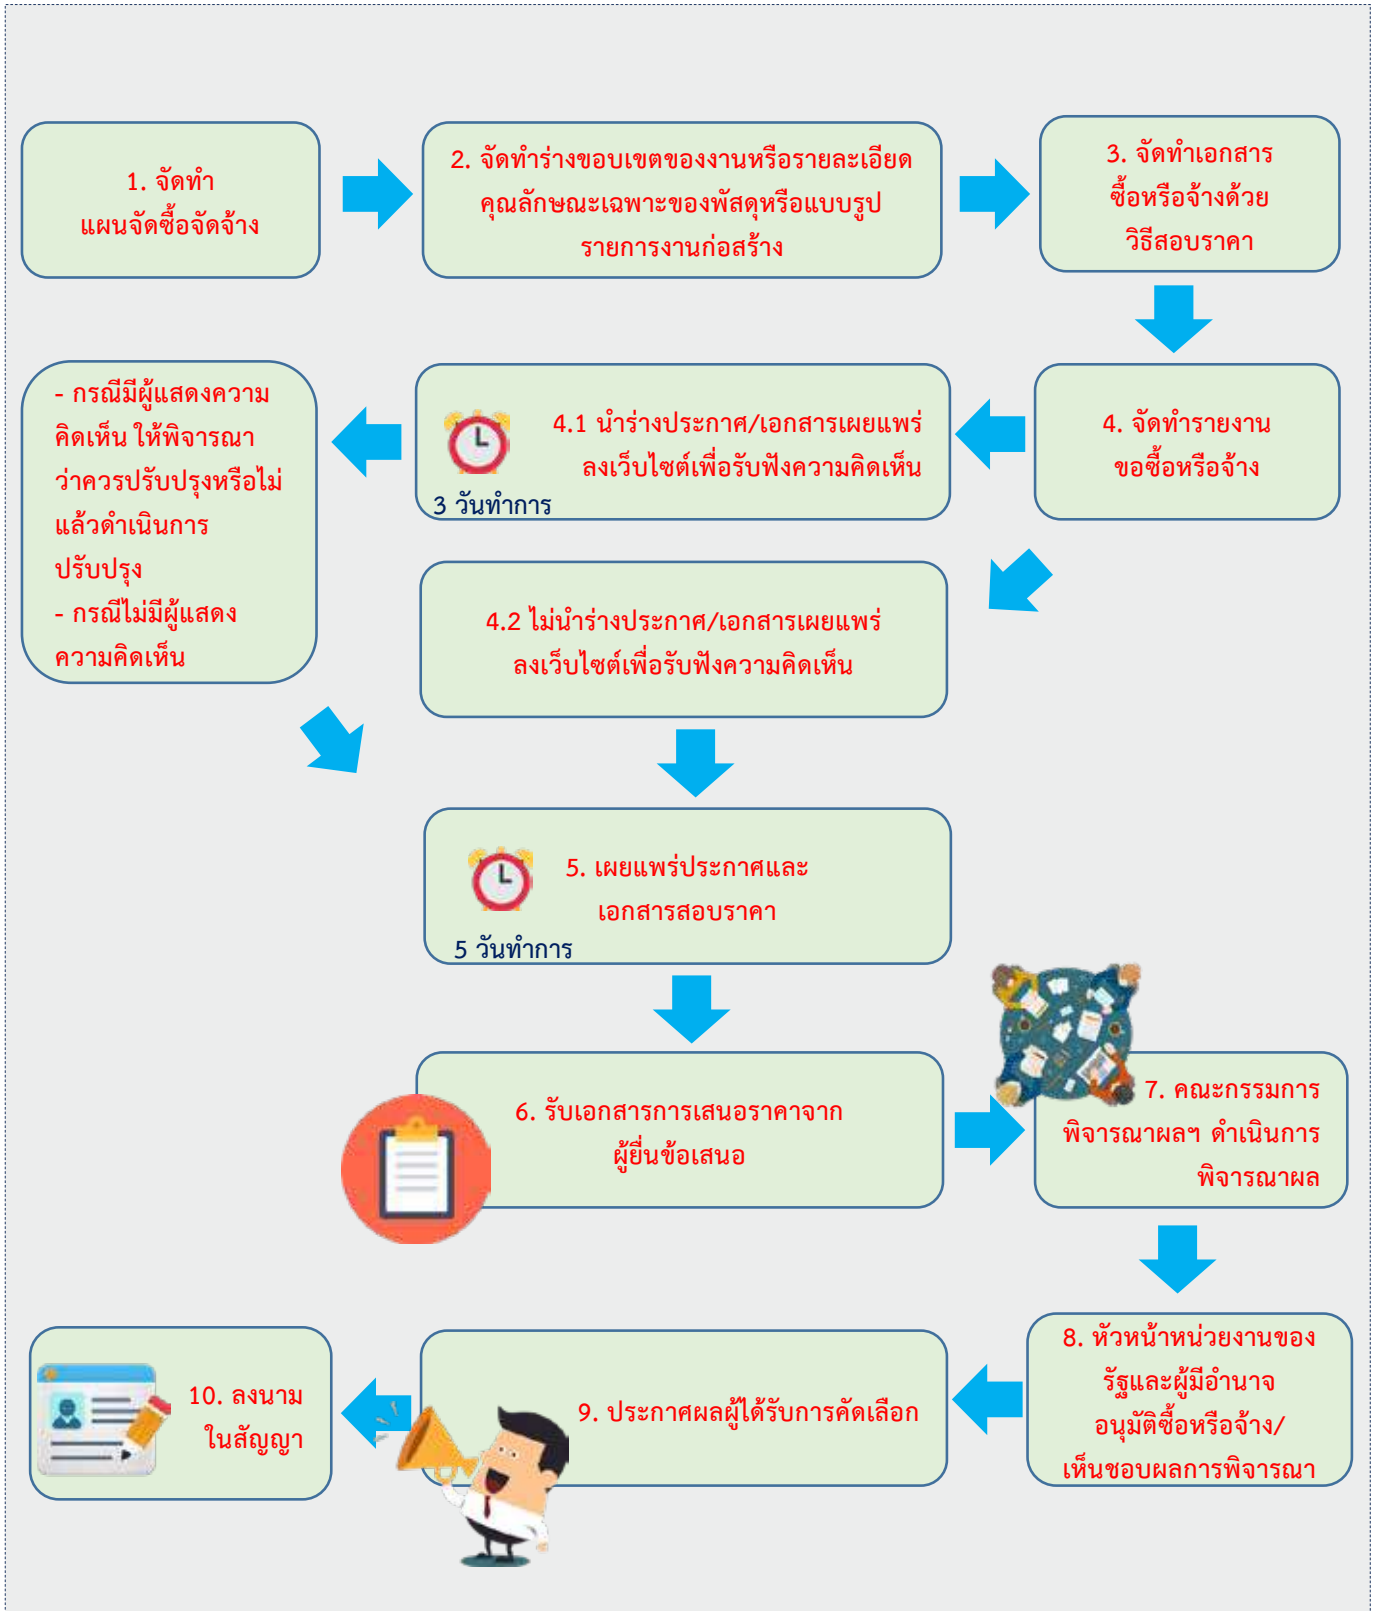 1. จัดทำ
แผนจัดซื้อจัดจ้าง
2. จัดทำร่างขอบเขตของงานหรือรายละเอียด
คุณลักษณะเฉพาะของพัสดุหรือแบบรูป
รายการงานก่อสร้าง
3. จัดทำเอกสาร
ซื้อหรือจ้างด้วย
วิธีสอบราคา
4. จัดทำรายงาน
ขอซื้อหรือจ้าง
4.1 นำร่างประกาศ/เอกสารเผยแพร่
ลงเว็บไซต์เพื่อรับฟังความคิดเห็น
3 วันทำการ
- กรณีมีผู้แสดงความ
คิดเห็น ให้พิจารณา
ว่าควรปรับปรุงหรือไม่
แล้วดำเนินการ
ปรับปรุง
- กรณีไม่มีผู้แสดง
ความคิดเห็น
4.2 ไม่นำร่างประกาศ/เอกสารเผยแพร่
ลงเว็บไซต์เพื่อรับฟังความคิดเห็น
5. เผยแพร่ประกาศและ
เอกสารสอบราคา
5 วันทำการ
6. รับเอกสารการเสนอราคาจาก
ผู้ยื่นข้อเสนอ
7. คณะกรรมการ
พิจารณาผลฯ ดำเนินการ
พิจารณาผล
8. หัวหน้าหน่วยงานของ
รัฐและผู้มีอำนาจ
อนุมัติซื้อหรือจ้าง/
เห็นชอบผลการพิจารณา
9. ประกาศผลผู้ได้รับการคัดเลือก
10. ลงนาม
ในสัญญา